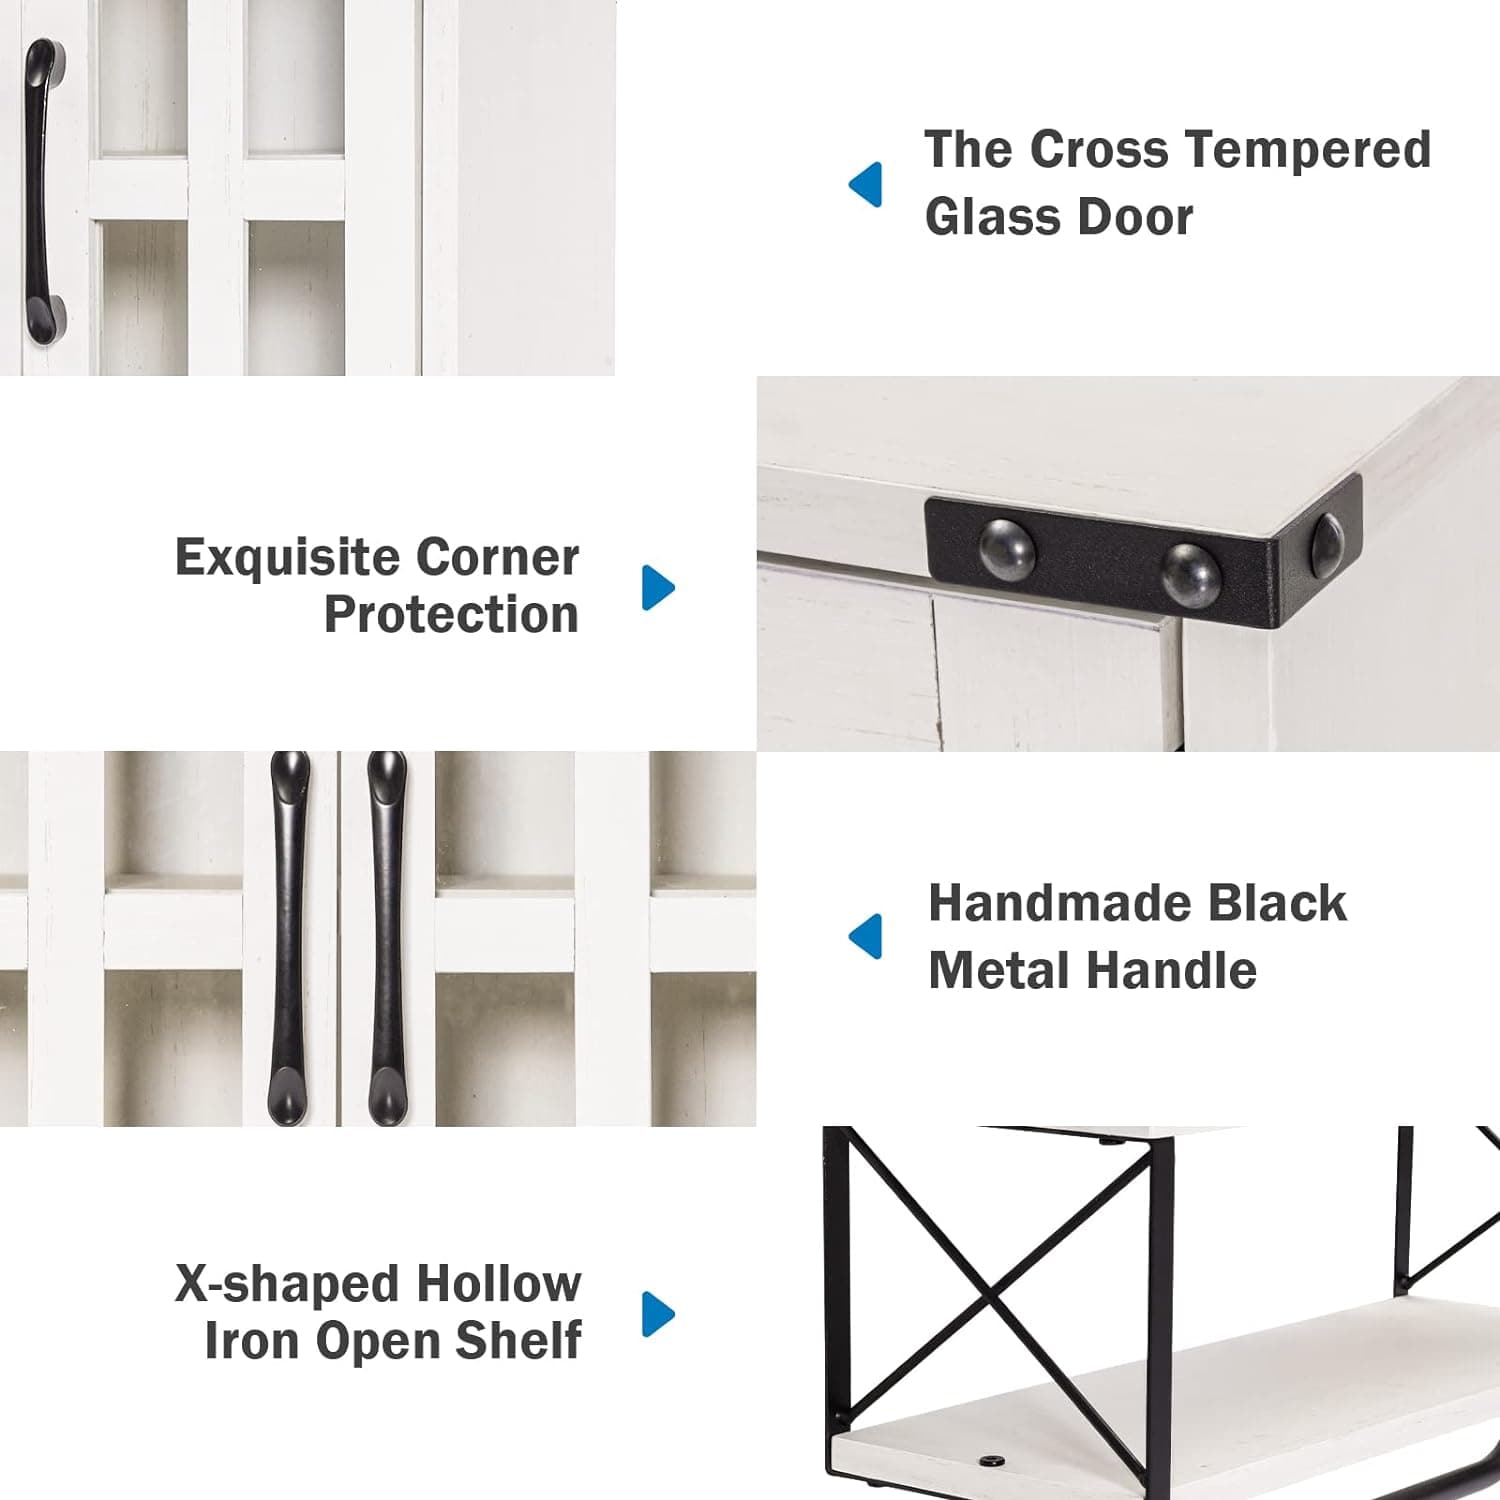 The Cross Tempered
Glass Door
Exquisite Corner
Protection
Handmade Black
Metal Handle
X-shaped Hollow
Iron Open Shelf